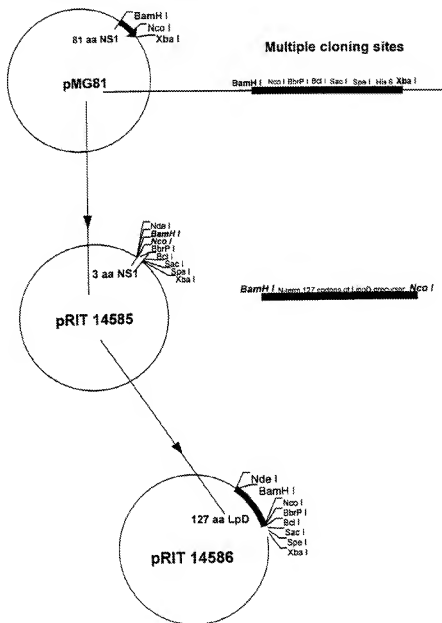 BamH I
Nco I
Xba I
81 aa NS1
pMG81
Multiple cloning sites
BamH I Nco I BbrP I Bcl I Sac I Spe I His 6 Xba I
Nde I
BamH I
Nco I
BbrP I
Bcl I
Sac I
Spe I
Xba I
3 aa NS1
pRIT 14585
BamH I N-term 127 codons of LipoD precursor Nco I
Nde I
BamH I
127 aa LpD
Nco I
BbrP I
Bcl I
Sac I
Spe I
Xba I
pRIT 14586